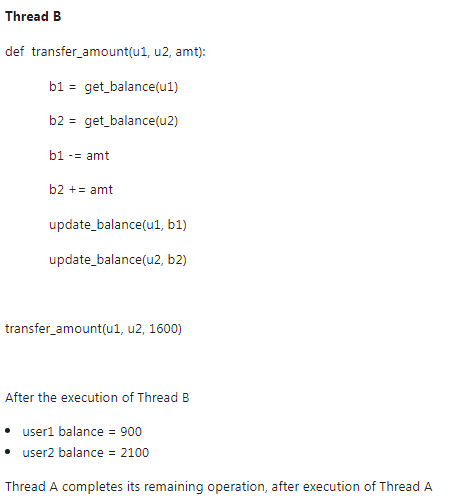 Thread B
def transfer_amount(u1, u2, amt):
b1 = get_balance(u1)
b2 = get_balance(u2)
b1 -= amt
b2 += amt
update_balance(u1, b1)
update_balance(u2, b2)
transfer_amount(u1, u2, 1600)
After the execution of Thread B
• user1 balance = 900
• user2 balance = 2100
Thread A completes its remaining operation, after execution of Thread A